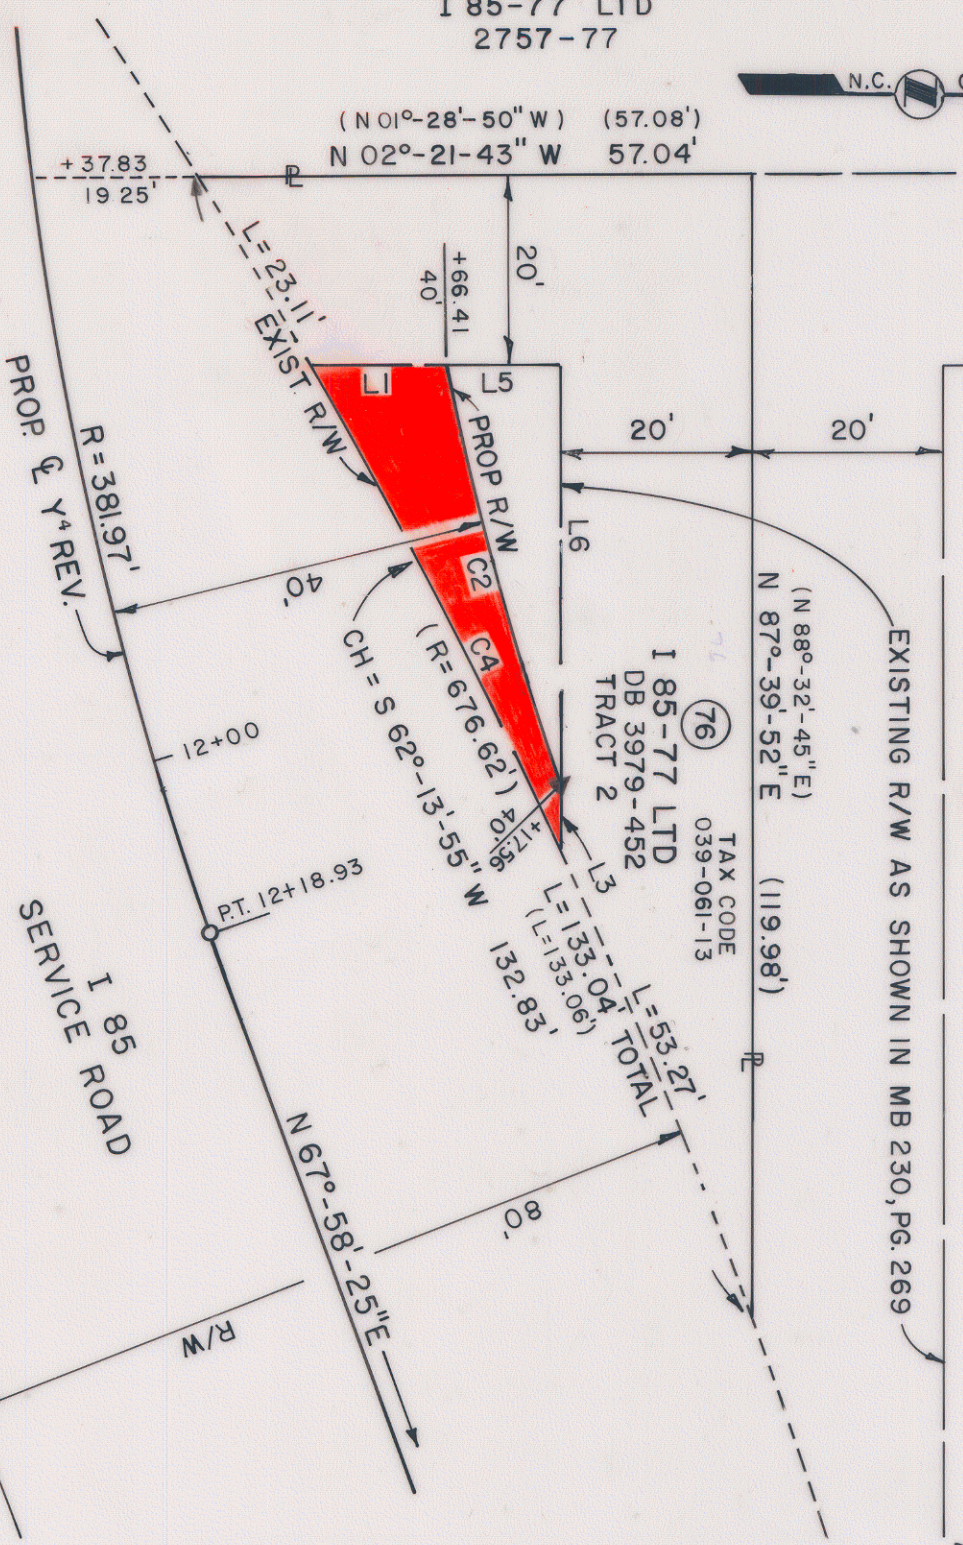 I 85-77 LTD
2757-77
N.C.
(N 01°-28'-50" W) (57.08')
N 02°-21-43" W 57.04'
+37.83
19.25'
L=23.11'
EXIST. R/W
+66.41
40'
20'
L1
L5
PROP R/W
20'
20'
L6
C2
C4
40'
R=381.97'
PROP. ℄ Y⁴ REV.
(R=676.62')
CH = S 62°-13'-55" W 132.83'
+17.56
40'
L3
I 85-77 LTD
DB 3979-452
TRACT 2
76
TAX CODE
039-061-13
(N 88°-32'-45"E) (119.98')
N 87°-39'-52" E
EXISTING R/W AS SHOWN IN MB 230, PG. 269
12+00
P.T. 12+18.93
L=133.04' TOTAL
(L=133.06')
L=53.27'
80'
I 85
SERVICE ROAD
N 67°-58'-25"E
R/W